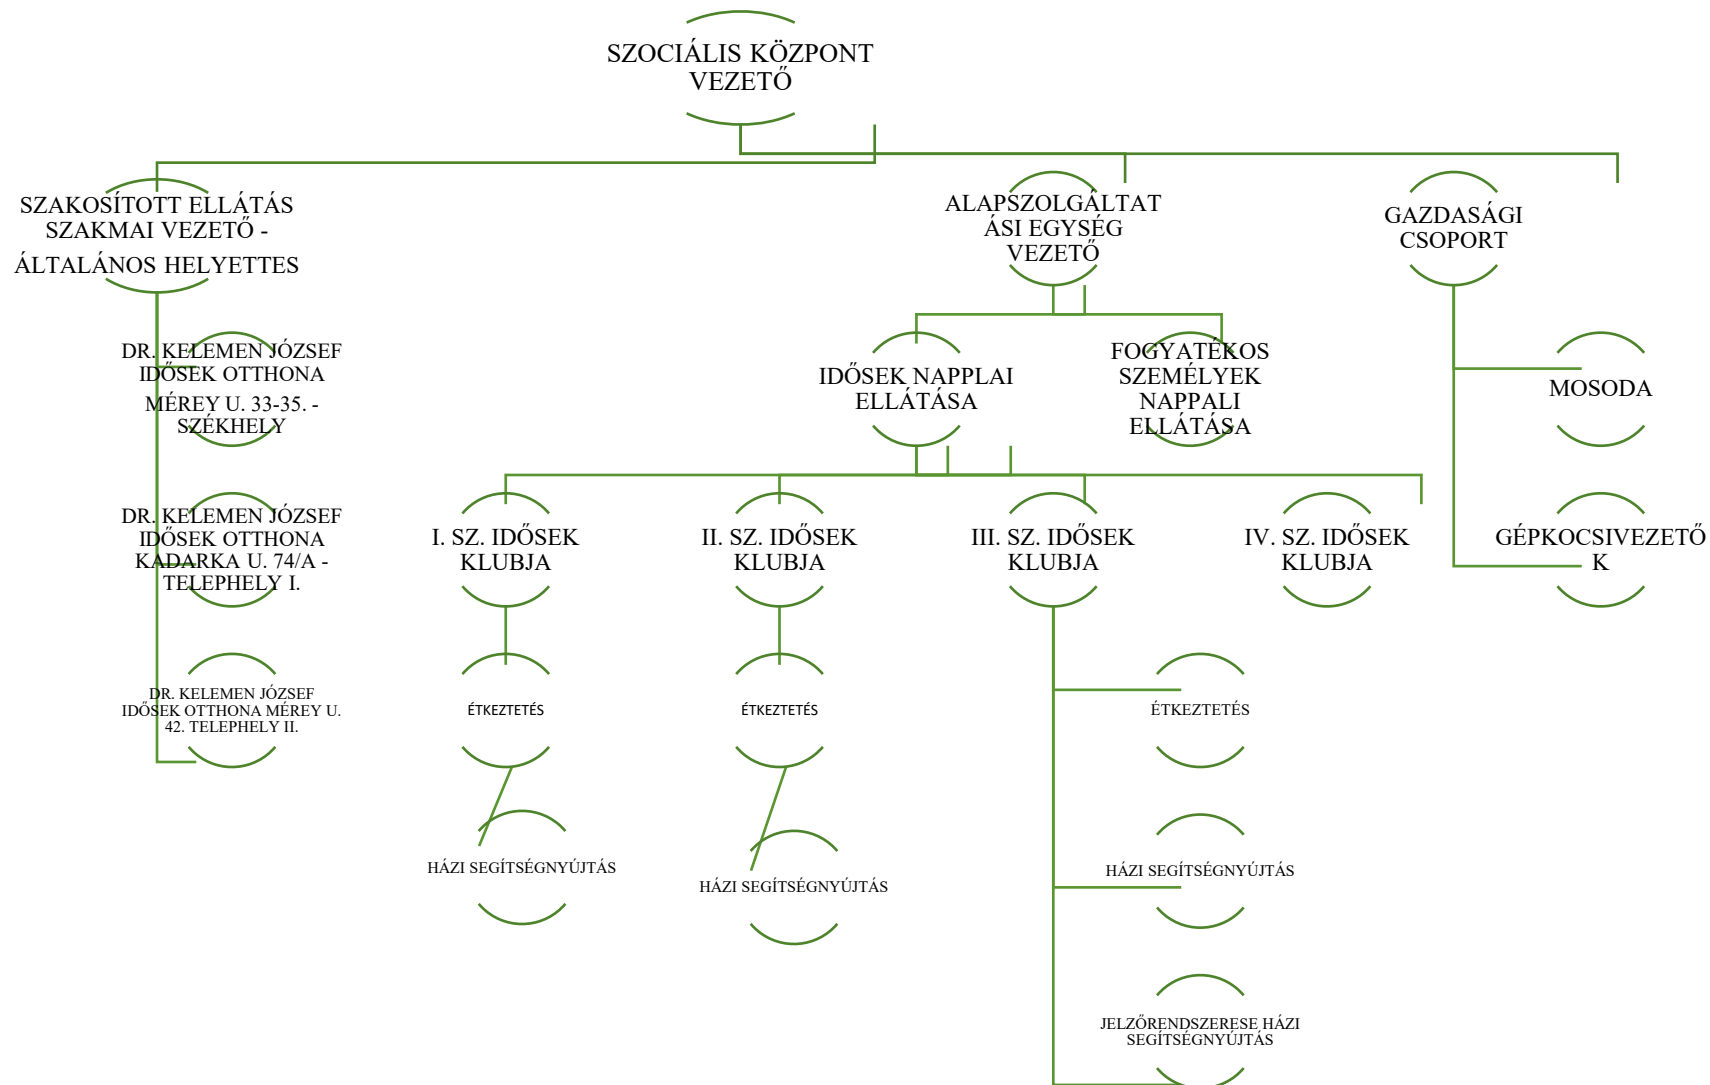 SZOCIÁLIS KÖZPONT
VEZETŐ
SZAKOSÍTOTT ELLÁTÁS
SZAKMAI VEZETŐ -
ÁLTALÁNOS HELYETTES
ALAPSZOLGÁLTAT
ÁSI EGYSÉG
VEZETŐ
GAZDASÁGI
CSOPORT
DR. KELEMEN JÓZSEF
IDŐSEK OTTHONA
MÉREY U. 33-35. -
SZÉKHELY
IDŐSEK NAPPLAI
ELLÁTÁSA
FOGYATÉKOS
SZEMÉLYEK
NAPPALI
ELLÁTÁSA
MOSODA
DR. KELEMEN JÓZSEF
IDŐSEK OTTHONA
KADARKA U. 74/A -
TELEPHELY I.
I. SZ. IDŐSEK
KLUBJA
II. SZ. IDŐSEK
KLUBJA
III. SZ. IDŐSEK
KLUBJA
IV. SZ. IDŐSEK
KLUBJA
GÉPKOCSIVEZETŐ
K
DR. KELEMEN JÓZSEF
IDŐSEK OTTHONA MÉREY U.
42. TELEPHELY II.
ÉTKEZTETÉS
ÉTKEZTETÉS
ÉTKEZTETÉS
HÁZI SEGÍTSÉGNYÚJTÁS
HÁZI SEGÍTSÉGNYÚJTÁS
HÁZI SEGÍTSÉGNYÚJTÁS
JELZŐRENDSZERESE HÁZI
SEGÍTSÉGNYÚJTÁS